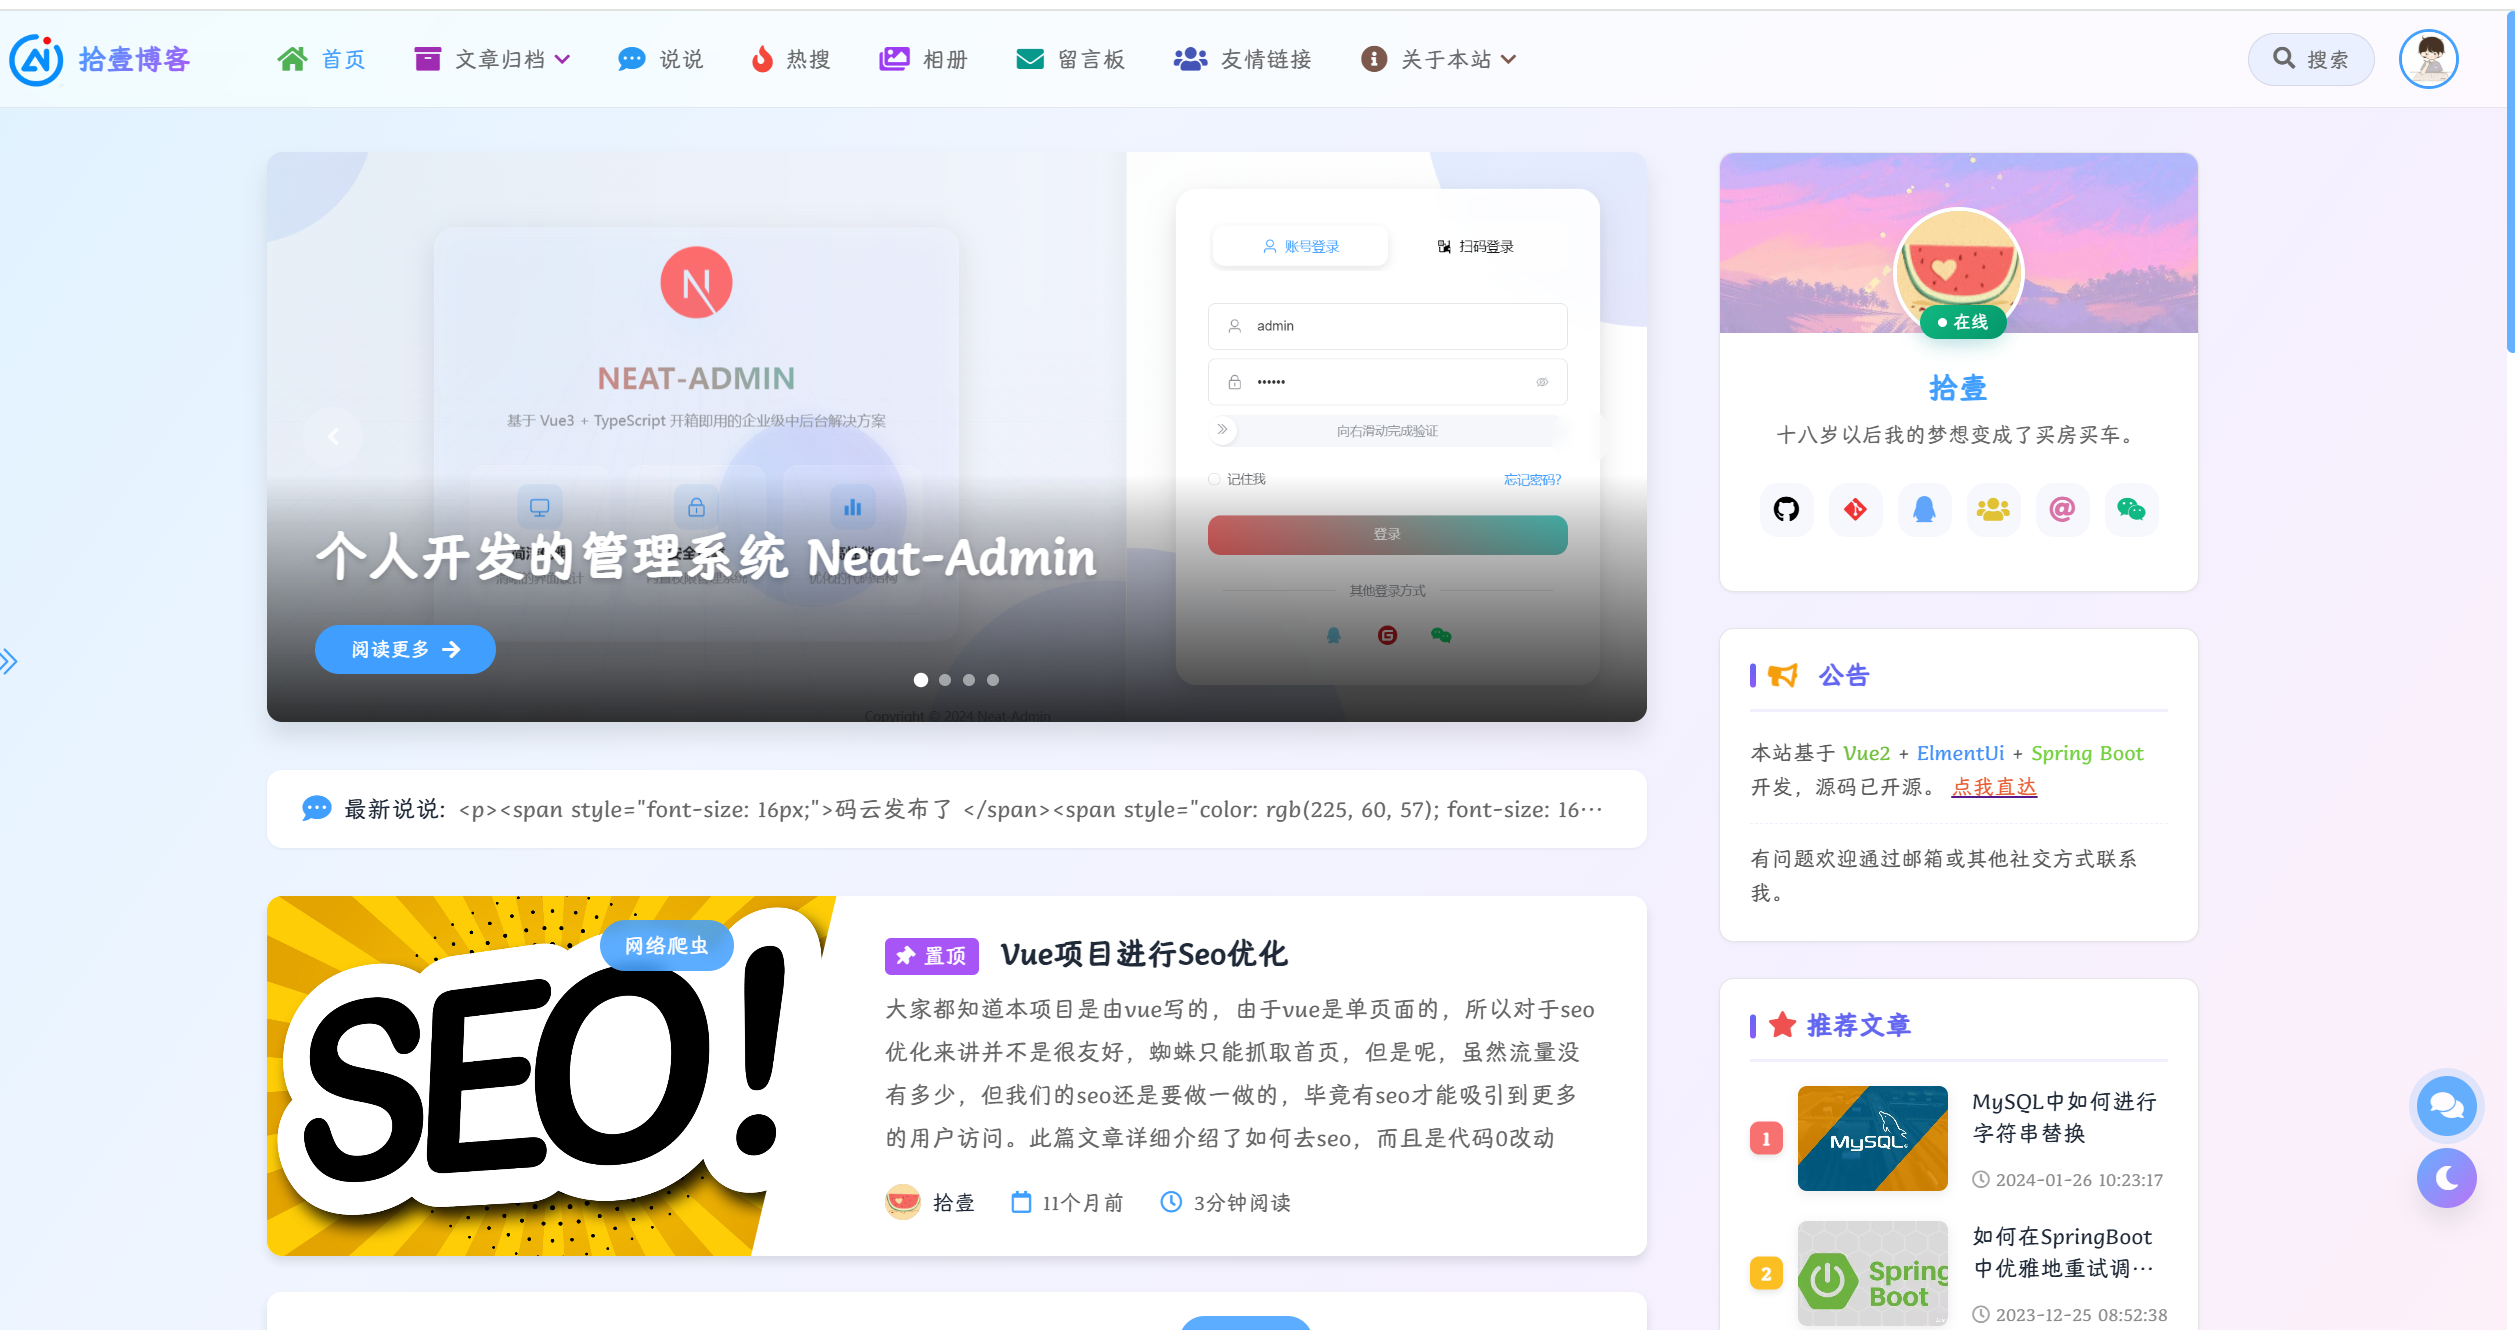 拾壹博客
首页
文章归档
说说
热搜
相册
留言板
友情链接
关于本站
搜索
NEAT-ADMIN
基于 Vue3 + TypeScript 开箱即用的企业级中后台解决方案
账号登录
扫码登录
admin
••••••
向右滑动完成验证
记住我
忘记密码?
登录
其他登录方式
个人开发的管理系统 Neat-Admin
阅读更多
Copyright © 2024 Neat-Admin
最新说说:
<p><span style="font-size: 16px;">码云发布了 </span><span style="color: rgb(225, 60, 57); font-size: 16…
SEO!
网络爬虫
置顶
Vue项目进行Seo优化
大家都知道本项目是由vue写的，由于vue是单页面的，所以对于seo
优化来讲并不是很友好，蜘蛛只能抓取首页，但是呢，虽然流量没
有多少，但我们的seo还是要做一做的，毕竟有seo才能吸引到更多
的用户访问。此篇文章详细介绍了如何去seo，而且是代码0改动
拾壹
11个月前
3分钟阅读
在线
拾壹
十八岁以后我的梦想变成了买房买车。
公告
本站基于 Vue2 + ElmentUi + Spring Boot
开发，源码已开源。 点我直达
有问题欢迎通过邮箱或其他社交方式联系
我。
推荐文章
1
MySQL
MySQL中如何进行
字符串替换
2024-01-26 10:23:17
2
Spring
Boot
如何在SpringBoot
中优雅地重试调…
2023-12-25 08:52:38